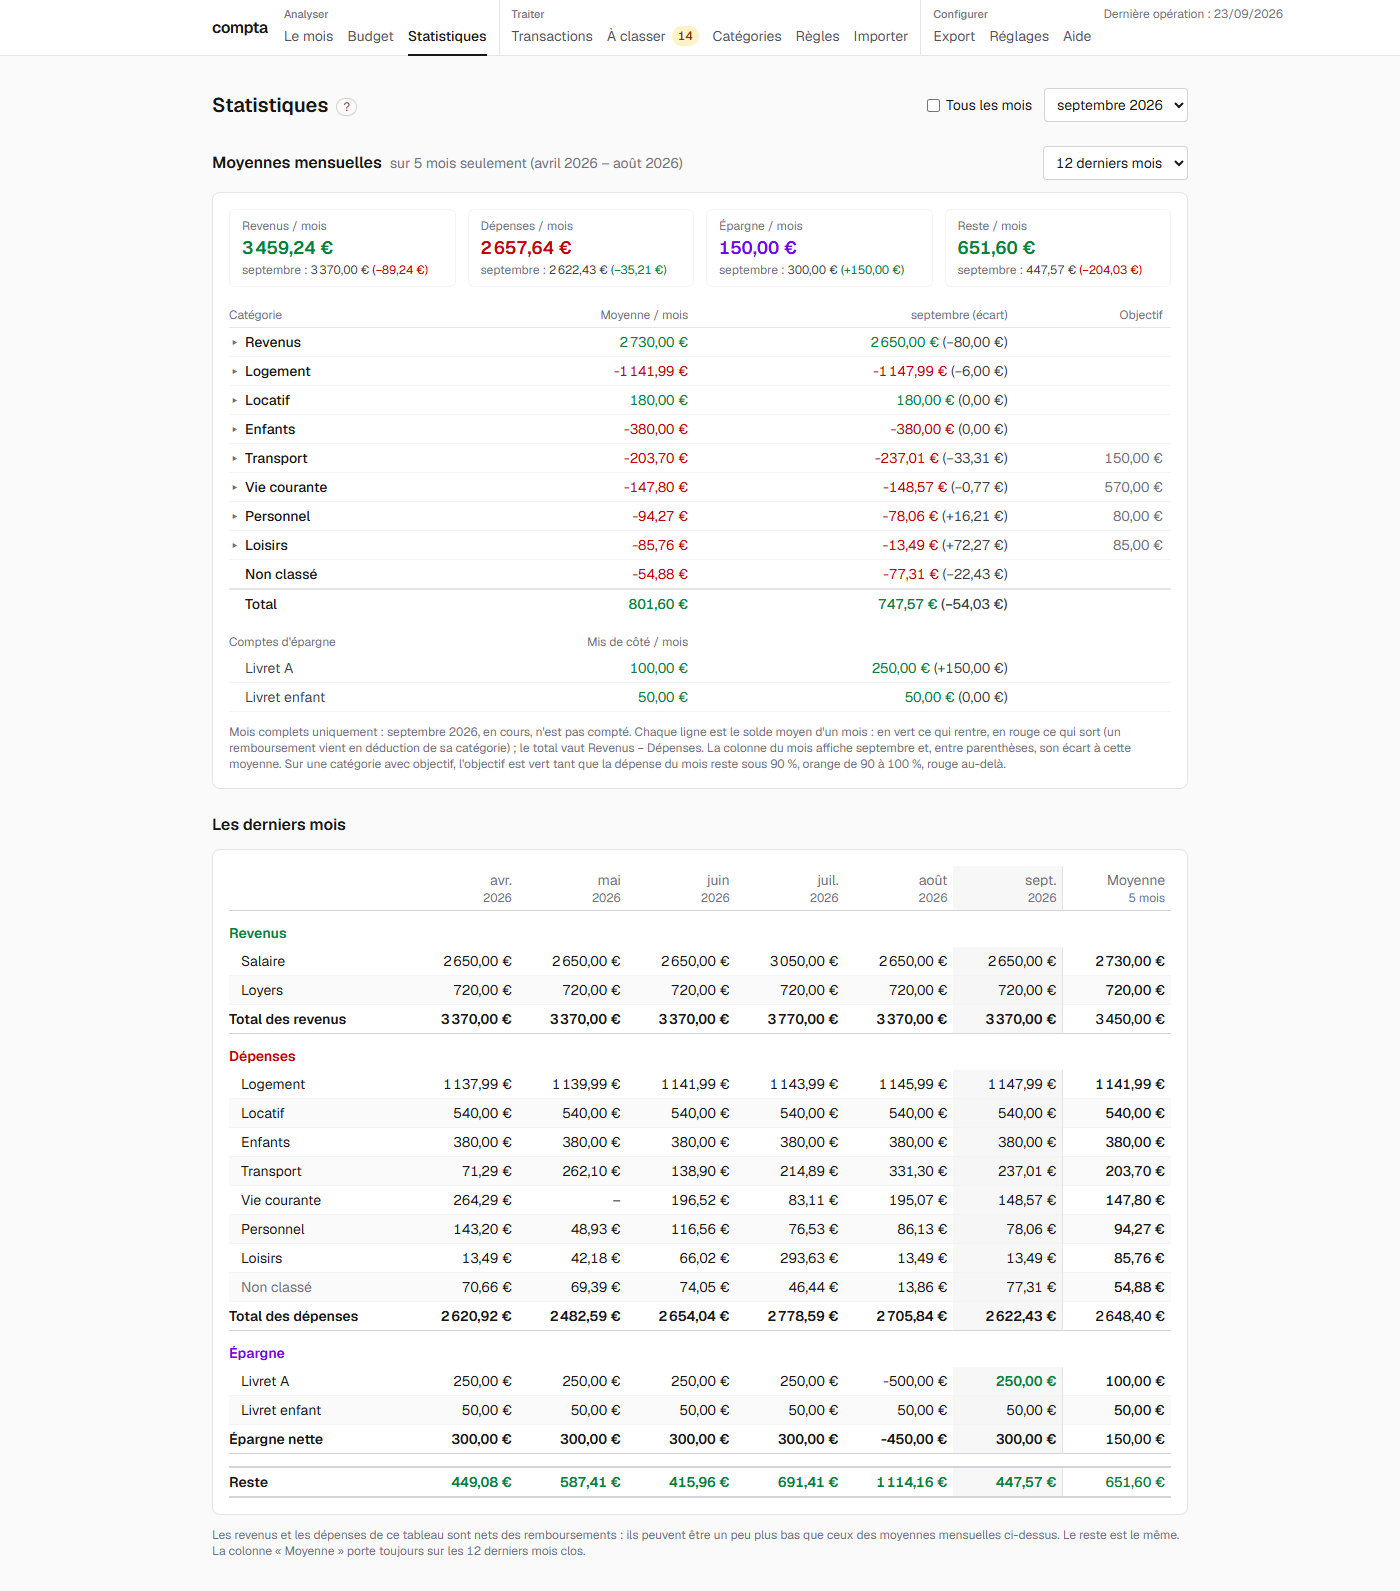 compta
Analyser
Le mois Budget Statistiques
Traiter
Transactions À classer 14 Catégories Règles Importer
Configurer
Export Réglages Aide
Dernière opération : 23/09/2026
Statistiques ?
Tous les mois septembre 2026
Moyennes mensuelles sur 5 mois seulement (avril 2026 – août 2026)
12 derniers mois
Revenus / mois
3 459,24 €
septembre : 3 370,00 € (−89,24 €)
Dépenses / mois
2 657,64 €
septembre : 2 622,43 € (−35,21 €)
Épargne / mois
150,00 €
septembre : 300,00 € (+150,00 €)
Reste / mois
651,60 €
septembre : 447,57 € (−204,03 €)
Catégorie Moyenne / mois septembre (écart) Objectif
▸ Revenus 2 730,00 € 2 650,00 € (−80,00 €)
▸ Logement -1 141,99 € -1 147,99 € (−6,00 €)
▸ Locatif 180,00 € 180,00 € (0,00 €)
▸ Enfants -380,00 € -380,00 € (0,00 €)
▸ Transport -203,70 € -237,01 € (−33,31 €) 150,00 €
▸ Vie courante -147,80 € -148,57 € (−0,77 €) 570,00 €
▸ Personnel -94,27 € -78,06 € (+16,21 €) 80,00 €
▸ Loisirs -85,76 € -13,49 € (+72,27 €) 85,00 €
Non classé -54,88 € -77,31 € (−22,43 €)
Total 801,60 € 747,57 € (−54,03 €)
Comptes d'épargne Mis de côté / mois
Livret A 100,00 € 250,00 € (+150,00 €)
Livret enfant 50,00 € 50,00 € (0,00 €)
Mois complets uniquement : septembre 2026, en cours, n'est pas compté. Chaque ligne est le solde moyen d'un mois : en vert ce qui rentre, en rouge ce qui sort (un
remboursement vient en déduction de sa catégorie) ; le total vaut Revenus – Dépenses. La colonne du mois affiche septembre et, entre parenthèses, son écart à cette
moyenne. Sur une catégorie avec objectif, l'objectif est vert tant que la dépense du mois reste sous 90 %, orange de 90 à 100 %, rouge au-delà.
Les derniers mois
avr. mai juin juil. août sept. Moyenne
2026 2026 2026 2026 2026 2026 5 mois
Revenus
Salaire 2 650,00 € 2 650,00 € 2 650,00 € 3 050,00 € 2 650,00 € 2 650,00 € 2 730,00 €
Loyers 720,00 € 720,00 € 720,00 € 720,00 € 720,00 € 720,00 € 720,00 €
Total des revenus 3 370,00 € 3 370,00 € 3 370,00 € 3 770,00 € 3 370,00 € 3 370,00 € 3 450,00 €
Dépenses
Logement 1 137,99 € 1 139,99 € 1 141,99 € 1 143,99 € 1 145,99 € 1 147,99 € 1 141,99 €
Locatif 540,00 € 540,00 € 540,00 € 540,00 € 540,00 € 540,00 € 540,00 €
Enfants 380,00 € 380,00 € 380,00 € 380,00 € 380,00 € 380,00 € 380,00 €
Transport 71,29 € 262,10 € 138,90 € 214,89 € 331,30 € 237,01 € 203,70 €
Vie courante 264,29 € – 196,52 € 83,11 € 195,07 € 148,57 € 147,80 €
Personnel 143,20 € 48,93 € 116,56 € 76,53 € 86,13 € 78,06 € 94,27 €
Loisirs 13,49 € 42,18 € 66,02 € 293,63 € 13,49 € 13,49 € 85,76 €
Non classé 70,66 € 69,39 € 74,05 € 46,44 € 13,86 € 77,31 € 54,88 €
Total des dépenses 2 620,92 € 2 482,59 € 2 654,04 € 2 778,59 € 2 705,84 € 2 622,43 € 2 648,40 €
Épargne
Livret A 250,00 € 250,00 € 250,00 € 250,00 € -500,00 € 250,00 € 100,00 €
Livret enfant 50,00 € 50,00 € 50,00 € 50,00 € 50,00 € 50,00 € 50,00 €
Épargne nette 300,00 € 300,00 € 300,00 € 300,00 € -450,00 € 300,00 € 150,00 €
Reste 449,08 € 587,41 € 415,96 € 691,41 € 1 114,16 € 447,57 € 651,60 €
Les revenus et les dépenses de ce tableau sont nets des remboursements : ils peuvent être un peu plus bas que ceux des moyennes mensuelles ci-dessus. Le reste est le même.
La colonne « Moyenne » porte toujours sur les 12 derniers mois clos.